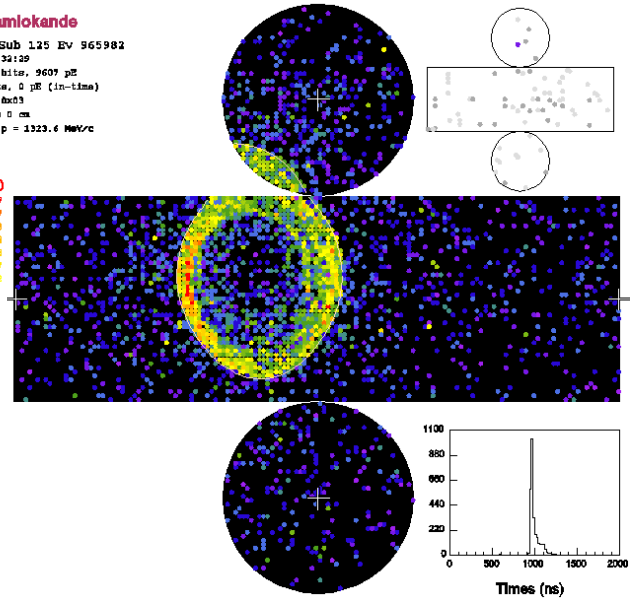 amiokande
Sub 125 Ev 965982
32:29
hits, 9607 pE
0 pE (in-time)
0x03
0 cm
p = 1323.6 MeV/c
1100
880
660
440
220
0
0 500 1000 1500 2000
Times (ns)